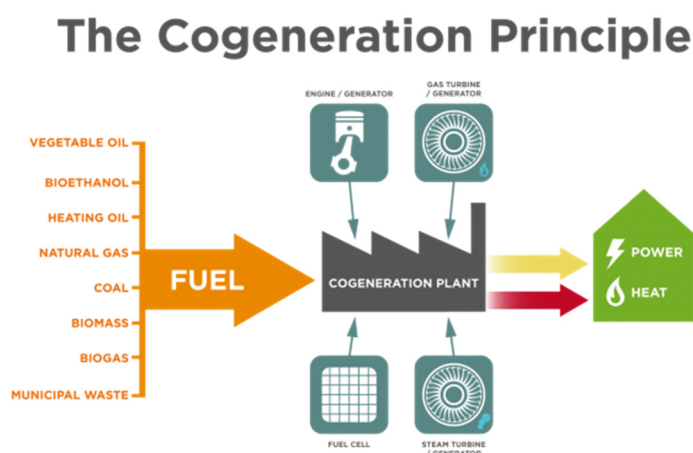 The Cogeneration Principle
ENGINE / GENERATOR
GAS TURBINE
/ GENERATOR
VEGETABLE OIL
BIOETHANOL
HEATING OIL
NATURAL GAS
COAL
BIOMASS
BIOGAS
MUNICIPAL WASTE
FUEL
COGENERATION PLANT
POWER
HEAT
FUEL CELL
STEAM TURBINE
/ GENERATOR